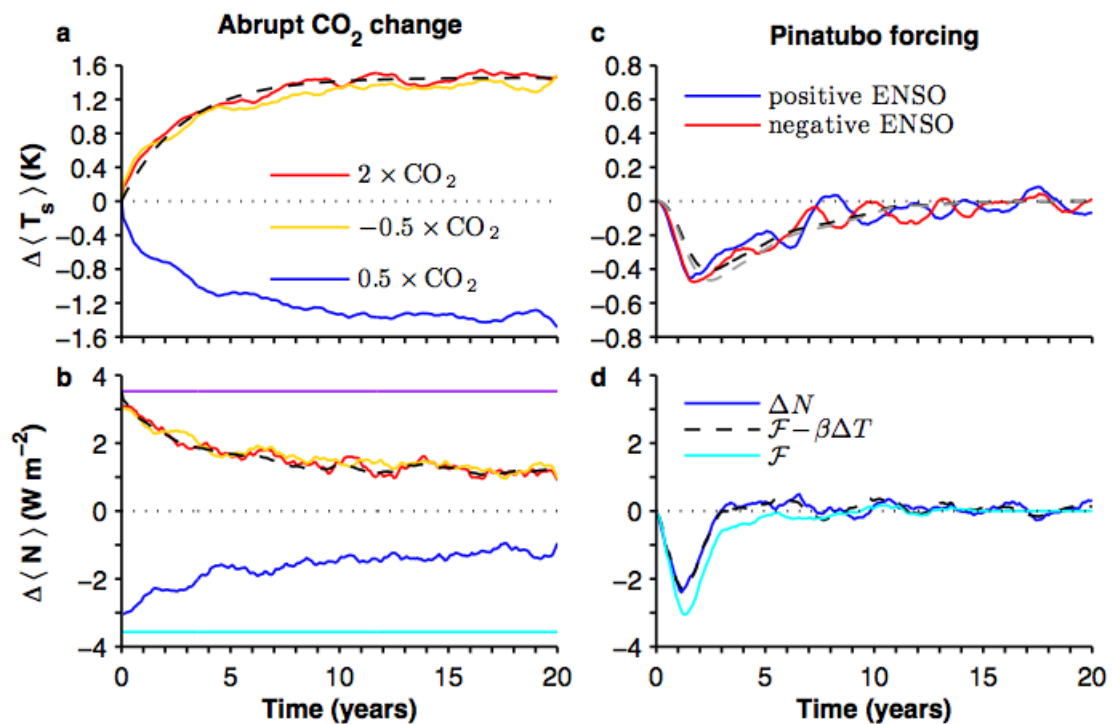 Abrupt CO₂ change
a
1.6
1.2
0.8
0.4
0
−0.4
−0.8
−1.2
−1.6
Δ ⟨ T_s ⟩ (K)
2 × CO₂
−0.5 × CO₂
0.5 × CO₂
b
4
2
0
−2
−4
Δ ⟨ N ⟩ (W m⁻²)
0 5 10 15 20
Time (years)
Pinatubo forcing
c
0.8
0.6
0.4
0.2
0
−0.2
−0.4
−0.6
−0.8
positive ENSO
negative ENSO
d
4
2
0
−2
−4
ΔN
ℱ − βΔT
ℱ
0 5 10 15 20
Time (years)